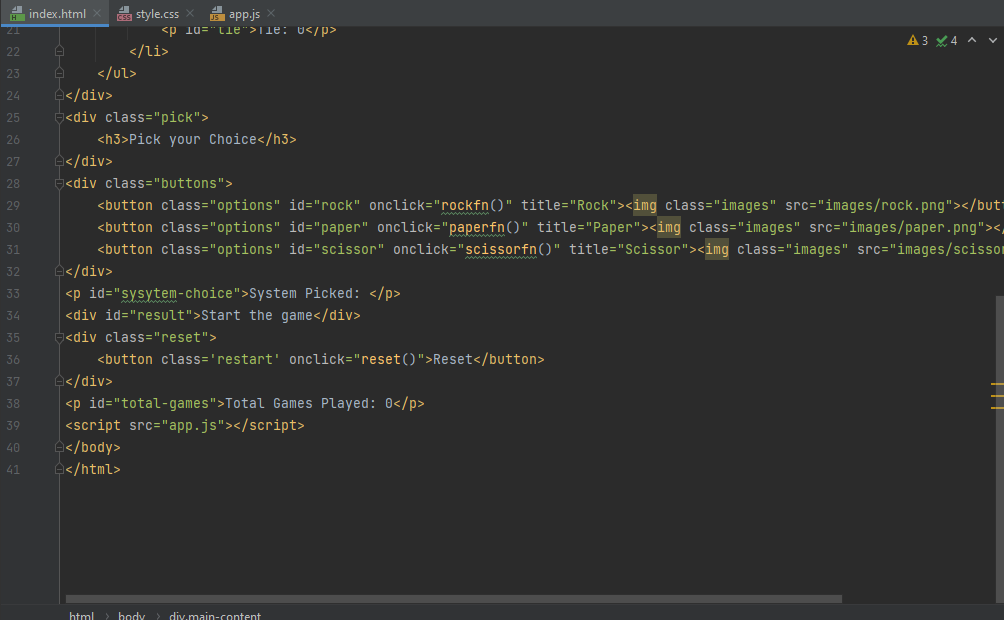 index.html style.css app.js
3 4
21 <p id="tie">Tie: 0</p>
22 </li>
23 </ul>
24 </div>
25 <div class="pick">
26 <h3>Pick your Choice</h3>
27 </div>
28 <div class="buttons">
29 <button class="options" id="rock" onclick="rockfn()" title="Rock"><img class="images" src="images/rock.png"></butt
30 <button class="options" id="paper" onclick="paperfn()" title="Paper"><img class="images" src="images/paper.png"></
31 <button class="options" id="scissor" onclick="scissorfn()" title="Scissor"><img class="images" src="images/scissor
32 </div>
33 <p id="sysytem-choice">System Picked: </p>
34 <div id="result">Start the game</div>
35 <div class="reset">
36 <button class='restart' onclick="reset()">Reset</button>
37 </div>
38 <p id="total-games">Total Games Played: 0</p>
39 <script src="app.js"></script>
40 </body>
41 </html>
html body div.main-content